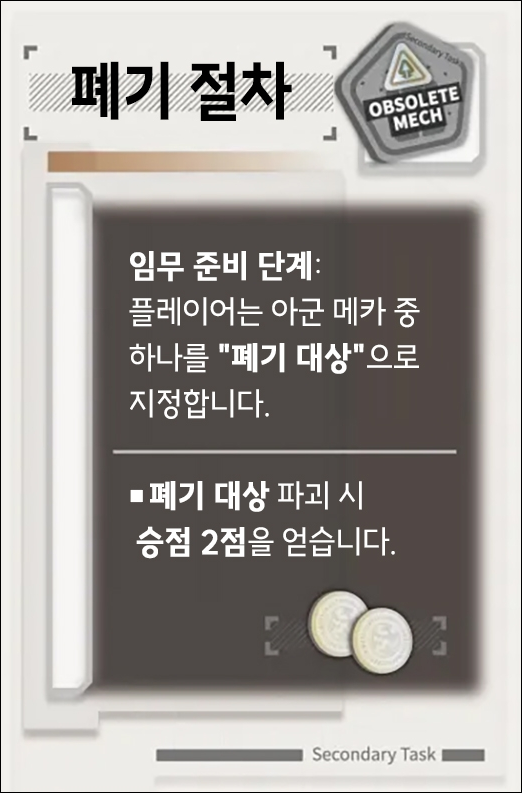 폐기 절차
Secondary Task
OBSOLETE
MECH
임무 준비 단계:
플레이어는 아군 메카 중
하나를 "폐기 대상"으로
지정합니다.
■ 폐기 대상 파괴 시
승점 2점을 얻습니다.
Secondary Task